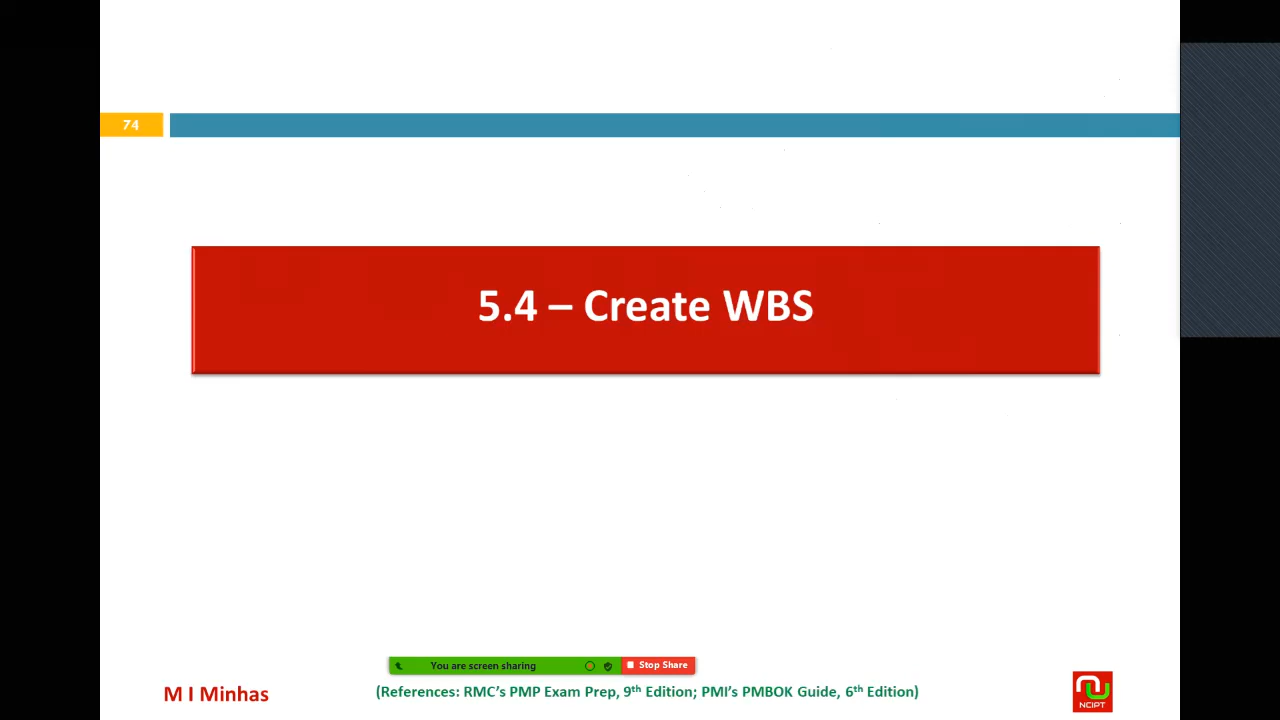 74
5.4 – Create WBS
You are screen sharing
Stop Share
M I Minhas
(References: RMC's PMP Exam Prep, 9th Edition; PMI's PMBOK Guide, 6th Edition)
NCIPT